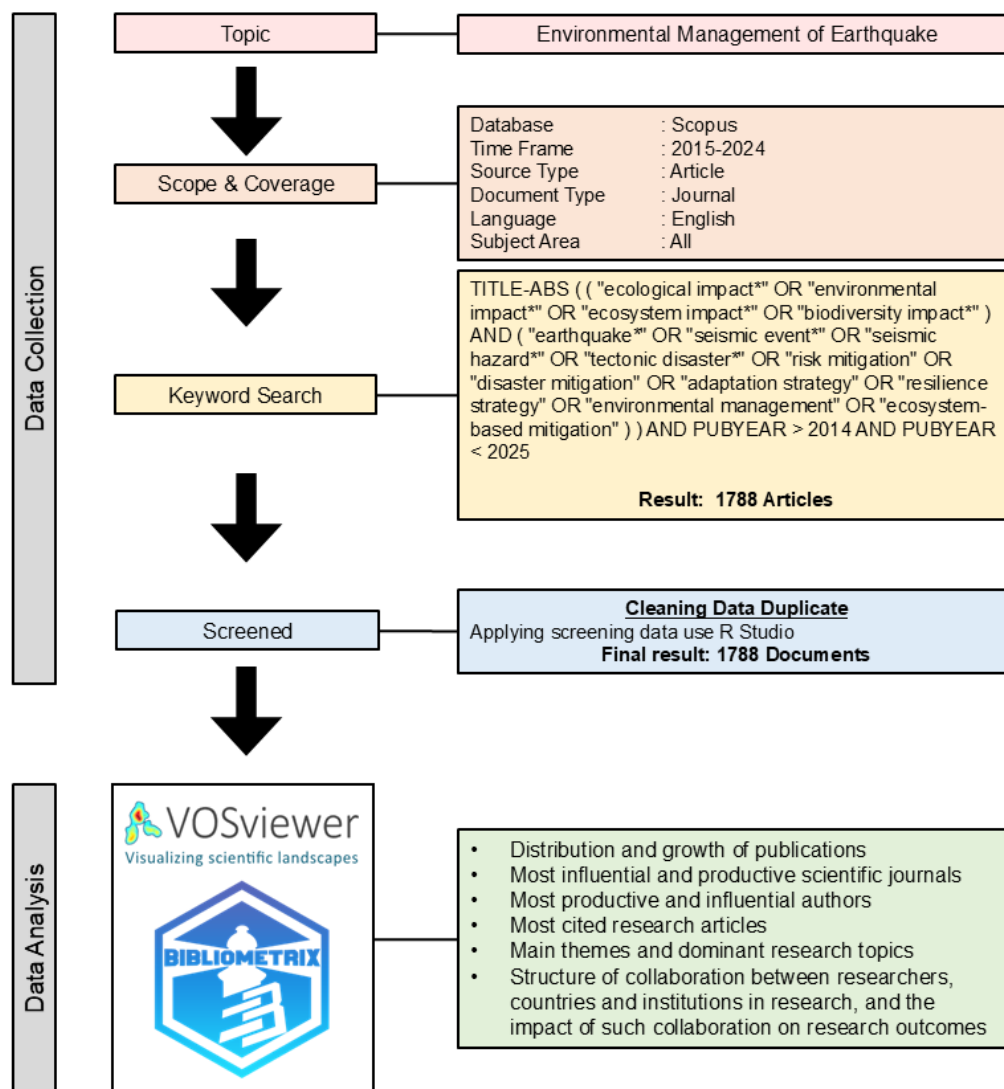 Topic
Environmental Management of Earthquake
Data Collection
Scope & Coverage
Database : Scopus
Time Frame : 2015-2024
Source Type : Article
Document Type : Journal
Language : English
Subject Area : All
Keyword Search
TITLE-ABS ( ( "ecological impact*" OR "environmental
impact*" OR "ecosystem impact*" OR "biodiversity impact*" )
AND ( "earthquake*" OR "seismic event*" OR "seismic
hazard*" OR "tectonic disaster*" OR "risk mitigation" OR
"disaster mitigation" OR "adaptation strategy" OR "resilience
strategy" OR "environmental management" OR "ecosystem-
based mitigation" ) ) AND PUBYEAR > 2014 AND PUBYEAR
< 2025
Result: 1788 Articles
Screened
Cleaning Data Duplicate
Applying screening data use R Studio
Final result: 1788 Documents
Data Analysis
VOSviewer
Visualizing scientific landscapes
BIBLIOMETRIX
• Distribution and growth of publications
• Most influential and productive scientific journals
• Most productive and influential authors
• Most cited research articles
• Main themes and dominant research topics
• Structure of collaboration between researchers,
countries and institutions in research, and the
impact of such collaboration on research outcomes